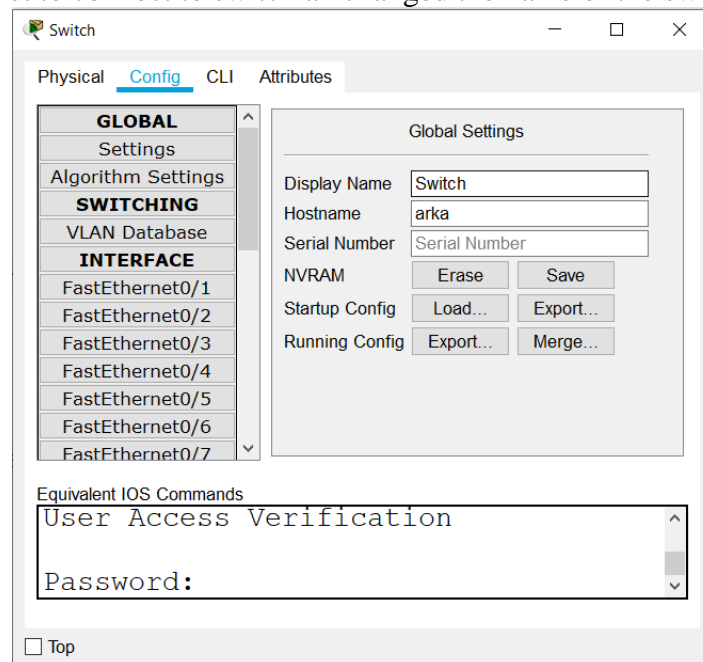 Switch
Physical Config CLI Attributes
GLOBAL
Settings
Algorithm Settings
SWITCHING
VLAN Database
INTERFACE
FastEthernet0/1
FastEthernet0/2
FastEthernet0/3
FastEthernet0/4
FastEthernet0/5
FastEthernet0/6
FastEthernet0/7
Global Settings
Display Name Switch
Hostname arka
Serial Number Serial Number
NVRAM Erase Save
Startup Config Load... Export...
Running Config Export... Merge...
Equivalent IOS Commands
User Access Verification
Password:
Top